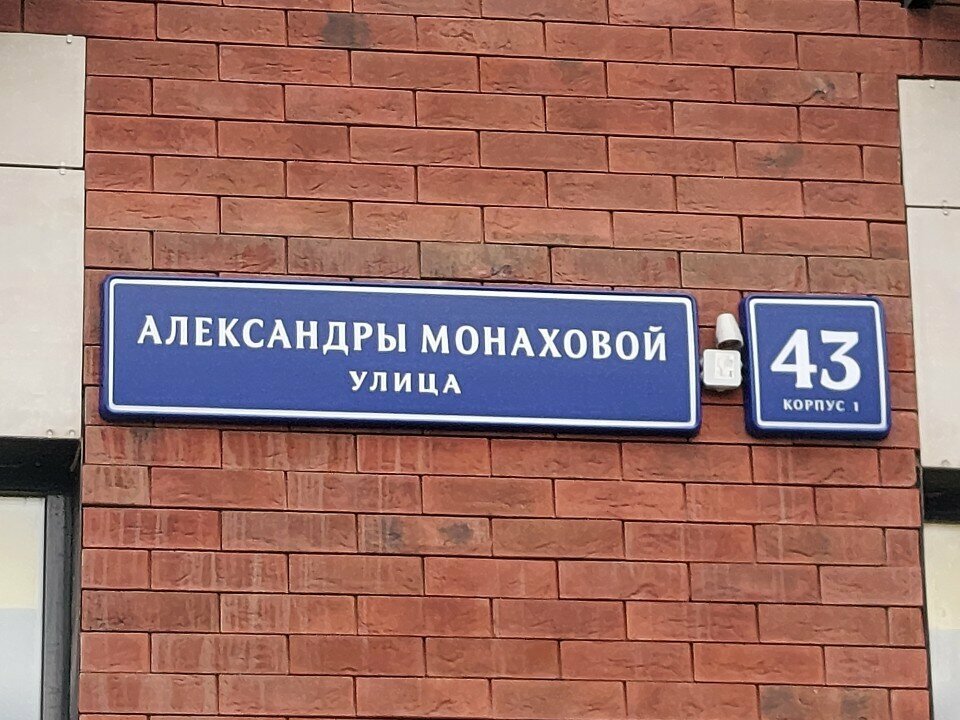 АЛЕКСАНДРЫ МОНАХОВОЙ
УЛИЦА
43
КОРПУС 1